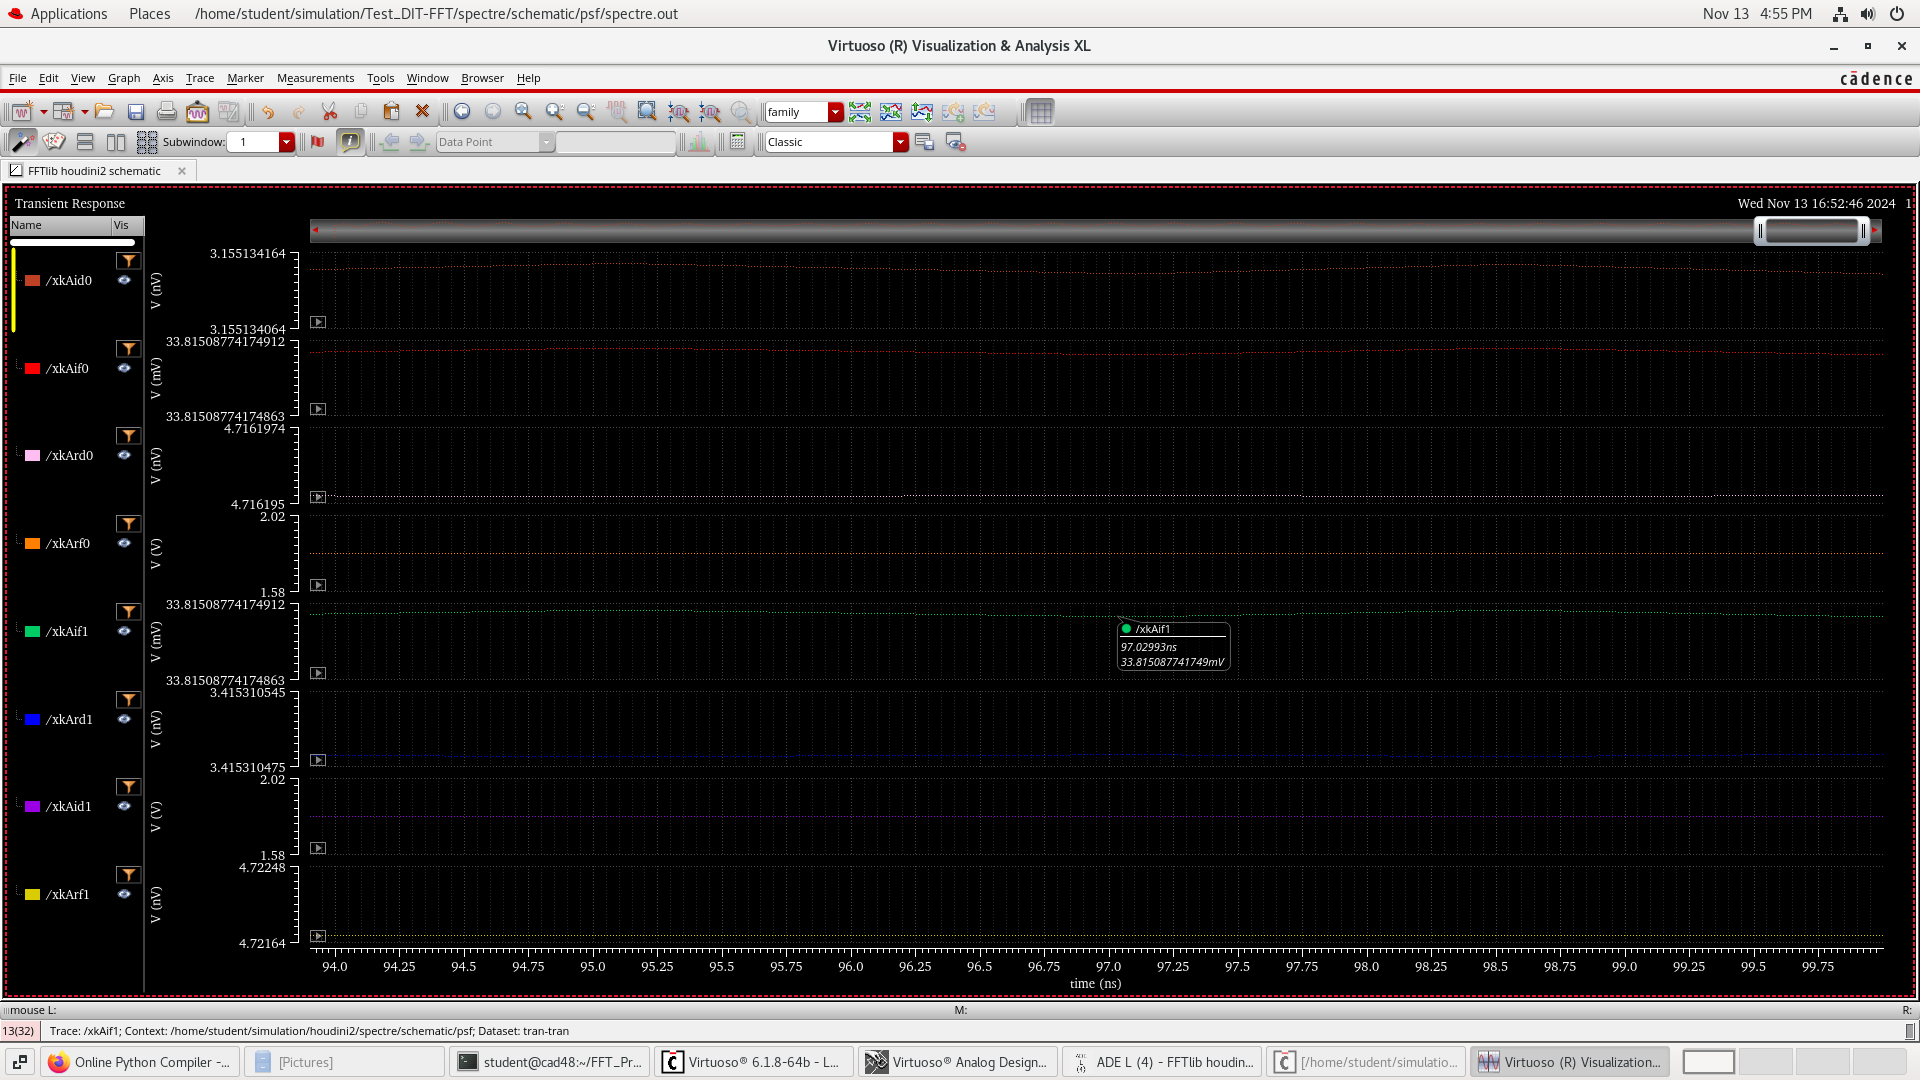 Applications Places /home/student/simulation/Test_DIT-FFT/spectre/schematic/psf/spectre.out Nov 13 4:55 PM
Virtuoso (R) Visualization & Analysis XL
File Edit View Graph Axis Trace Marker Measurements Tools Window Browser Help cādence
family
Subwindow: 1 Data Point Classic
FFTlib houdini2 schematic
Transient Response Wed Nov 13 16:52:46 2024 1
Name Vis
3.155134164
/xkAid0 V (nV)
3.155134064
33.81508774174912
/xkAif0 V (mV)
33.81508774174863
4.7161974
/xkArd0 V (nV)
4.716195
2.02
/xkArf0 V (V)
1.58
33.81508774174912
/xkAif1 V (mV)
33.81508774174863
/xkAif1
97.02993ns
33.815087741749mV
3.415310545
/xkArd1 V (nV)
3.415310475
2.02
/xkAid1 V (V)
1.58
4.72248
/xkArf1 V (nV)
4.72164
94.0 94.25 94.5 94.75 95.0 95.25 95.5 95.75 96.0 96.25 96.5 96.75 97.0 97.25 97.5 97.75 98.0 98.25 98.5 98.75 99.0 99.25 99.5 99.75
time (ns)
mouse L: M: R:
13(32) Trace: /xkAif1; Context: /home/student/simulation/houdini2/spectre/schematic/psf; Dataset: tran-tran
Online Python Compiler -... [Pictures] student@cad48:~/FFT_Pr... Virtuoso® 6.1.8-64b - L... Virtuoso® Analog Design... ADE L (4) - FFTlib houdin... [/home/student/simulatio... Virtuoso (R) Visualization...